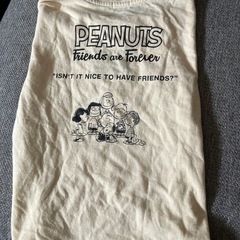 PEANUTS
Friends are Forever
"ISN'T IT NICE TO HAVE FRIENDS?"